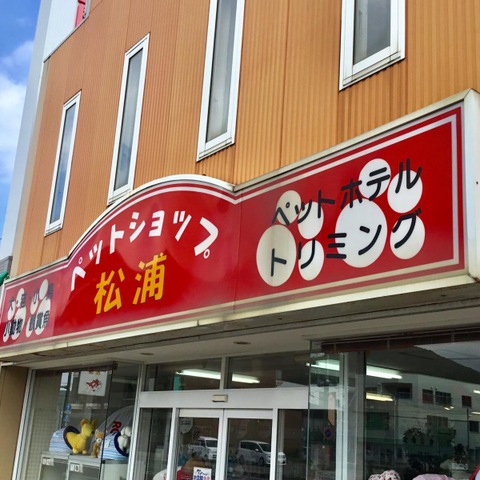 ペットショップ
松浦
ペットホテル
トリミング